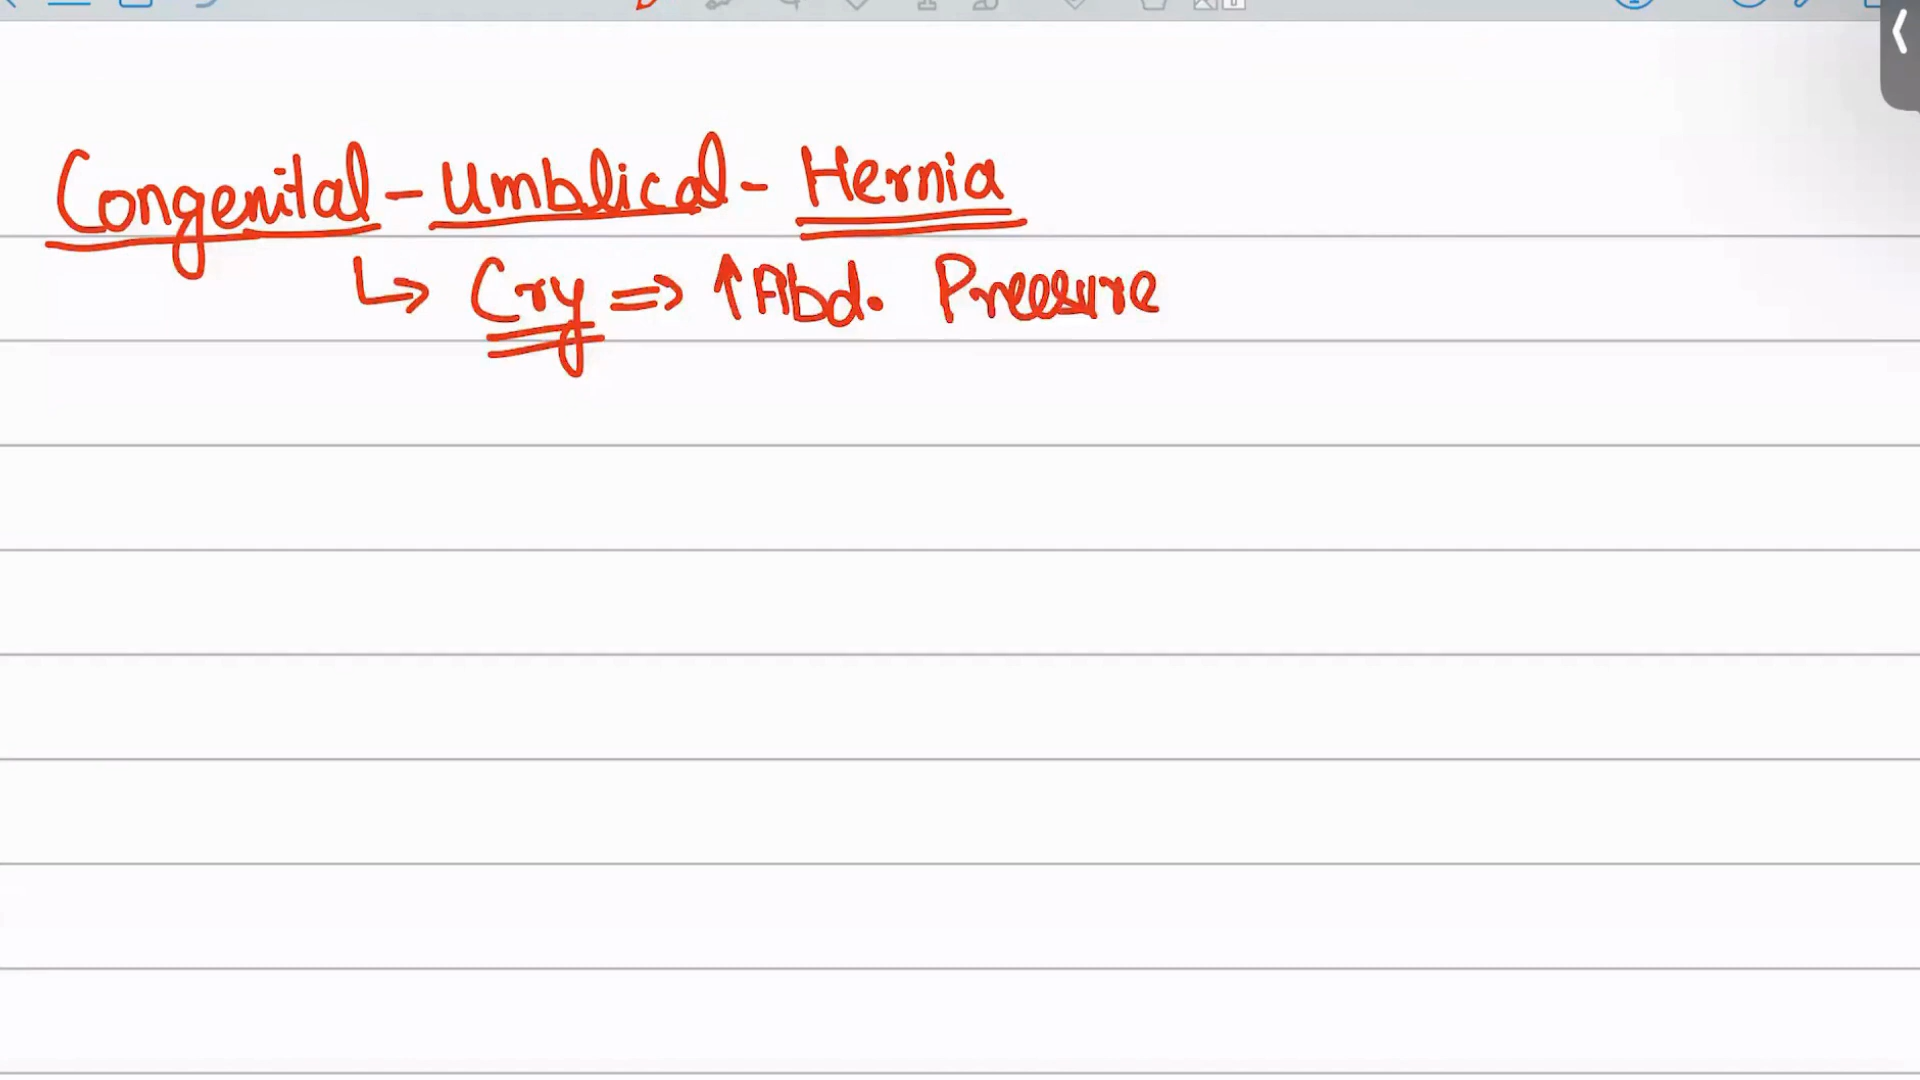 Congenital - Umblical - Hernia
↳ Cry ⇒ ↑ Abd. Pressure